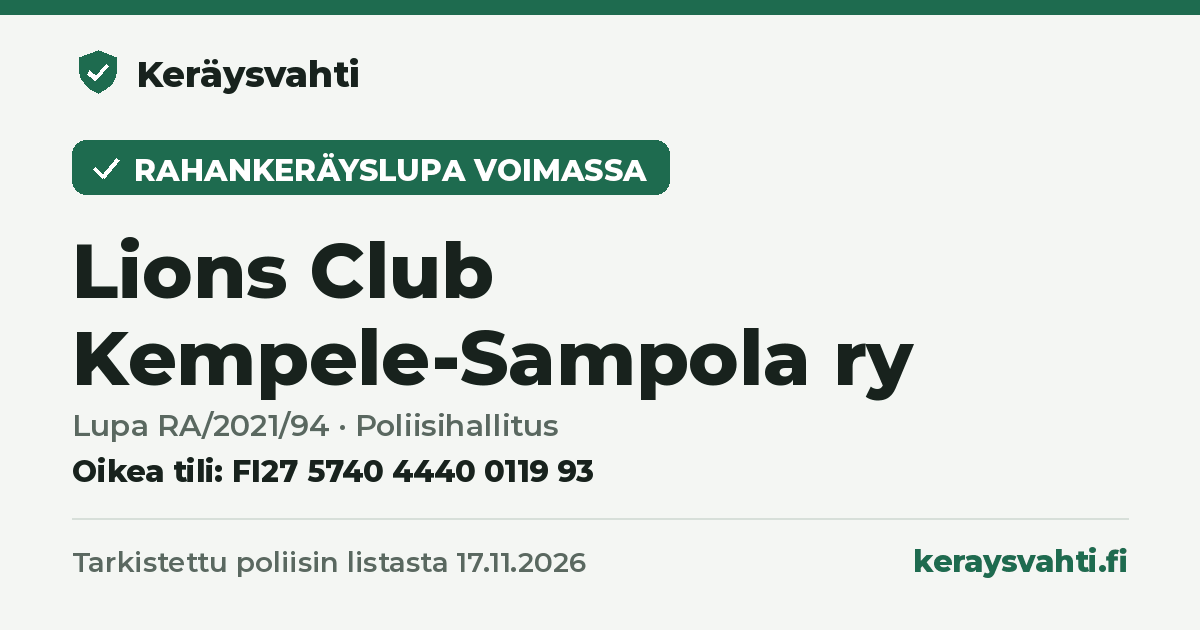 Keräysvahti
RAHANKERÄYSLUPA VOIMASSA
Lions Club
Kempele-Sampola ry
Lupa RA/2021/94 · Poliisihallitus
Oikea tili: FI27 5740 4440 0119 93
Tarkistettu poliisin listasta 17.11.2026
keraysvahti.fi